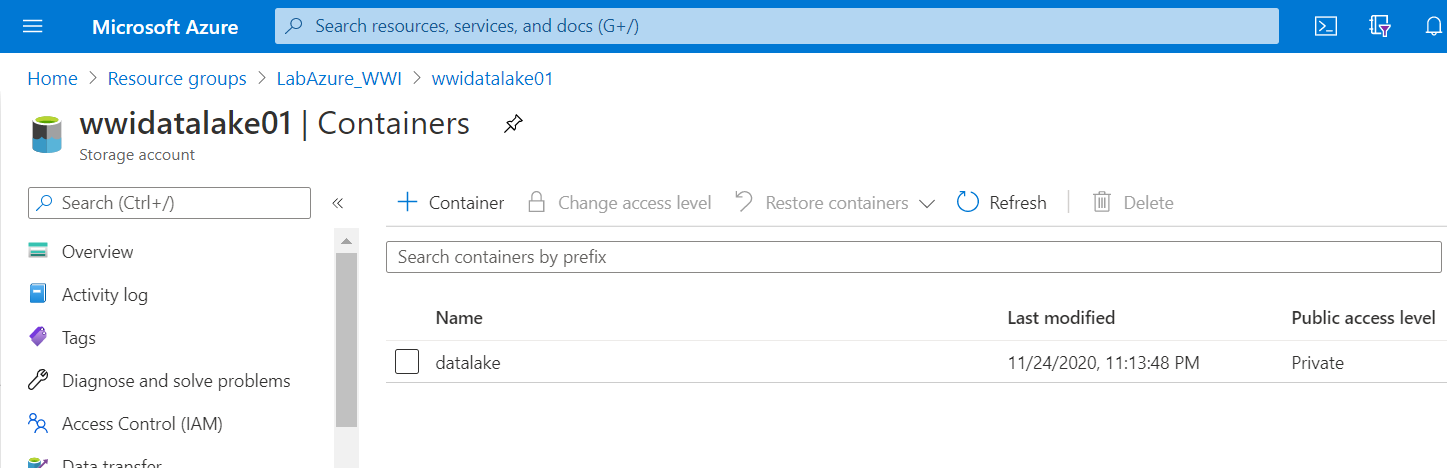 Microsoft Azure
Search resources, services, and docs (G+/)
Home > Resource groups > LabAzure_WWI > wwidatalake01
wwidatalake01 | Containers
Storage account
Search (Ctrl+/)
«
Container
Change access level
Restore containers
Refresh
Delete
Overview
Activity log
Tags
Diagnose and solve problems
Access Control (IAM)
Data transfer
Search containers by prefix
Name Last modified Public access level
datalake 11/24/2020, 11:13:48 PM Private